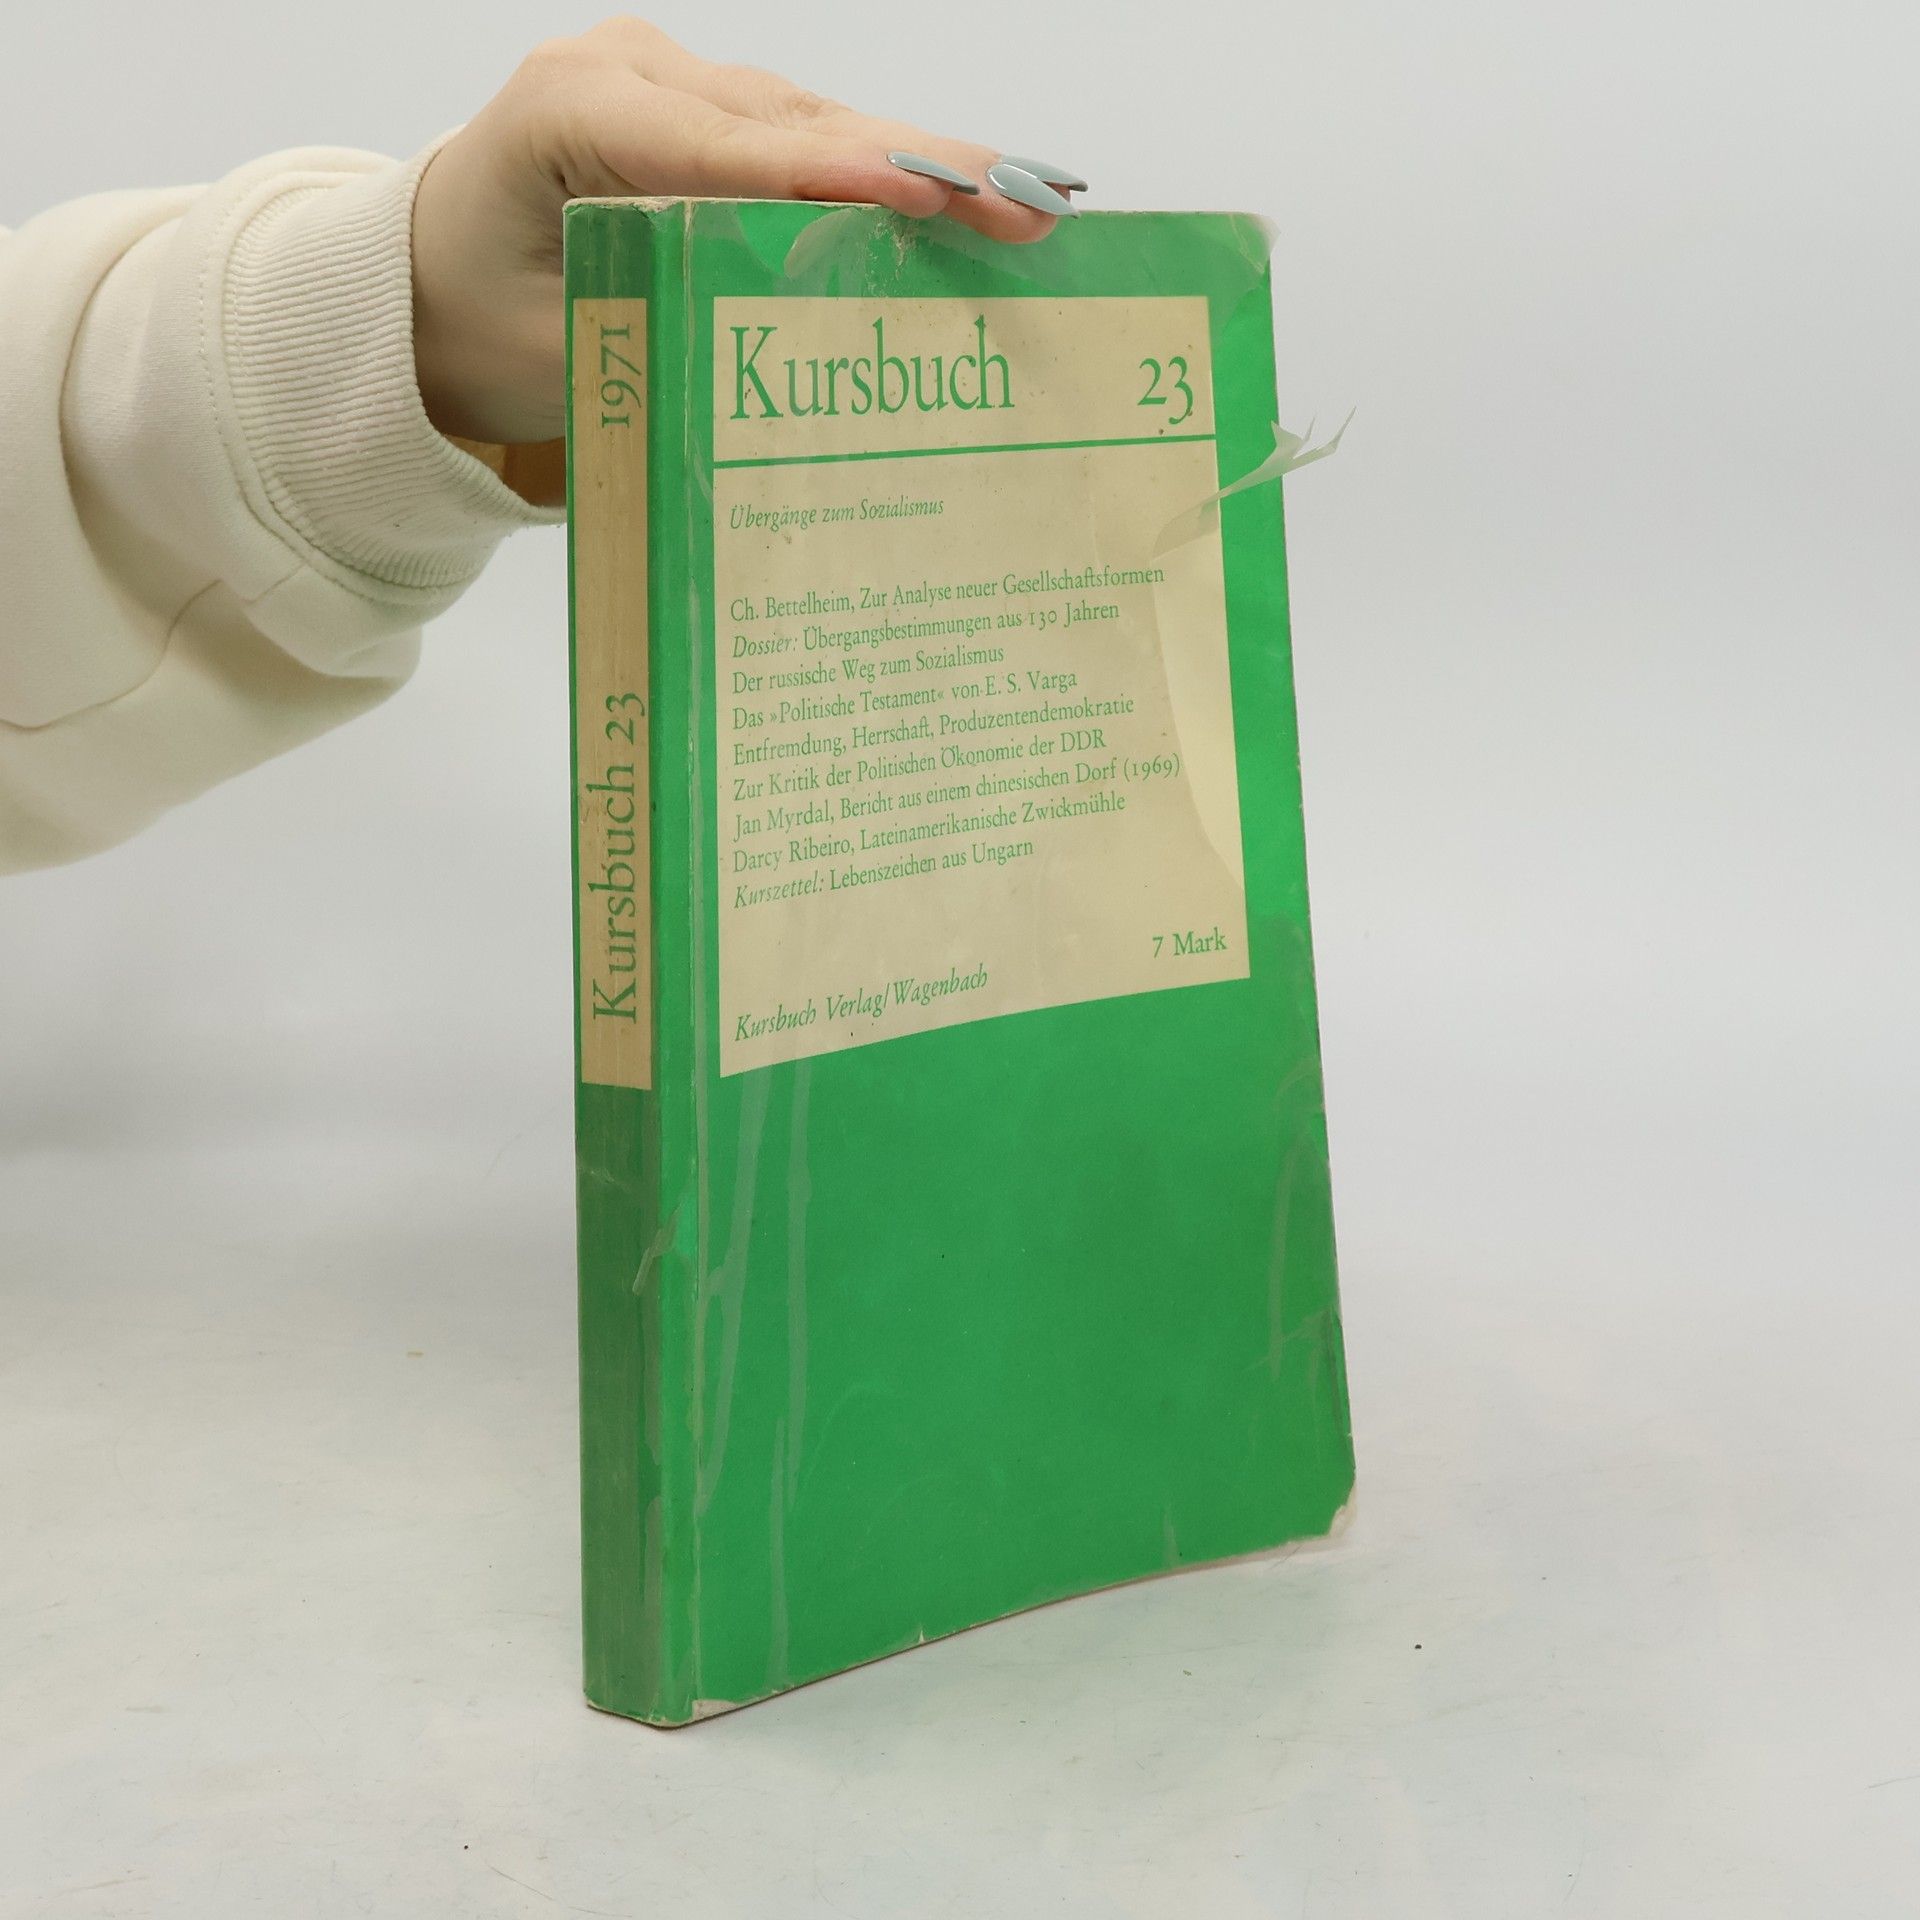 1971
Kursbuch 23
Kursbuch 23
Übergänge zum Sozialismus
Ch. Bettelheim, Zur Analyse neuer Gesellschaftsformen
Dossier: Übergangsbestimmungen aus 130 Jahren
Der russische Weg zum Sozialismus
Das »Politische Testament« von E. S. Varga
Entfremdung, Herrschaft, Produzentendemokratie
Zur Kritik der Politischen Ökonomie der DDR
Jan Myrdal, Bericht aus einem chinesischen Dorf (1969)
Darcy Ribeiro, Lateinamerikanische Zwickmühle
Kurszettel: Lebenszeichen aus Ungarn
7 Mark
Kursbuch Verlag/Wagenbach